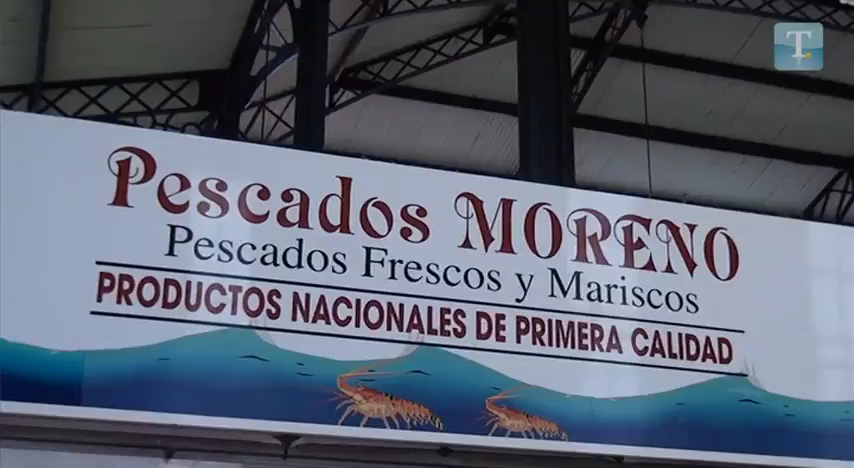 T.
Pescados MORENO
Pescados Frescos y Mariscos
PRODUCTOS NACIONALES DE PRIMERA CALIDAD